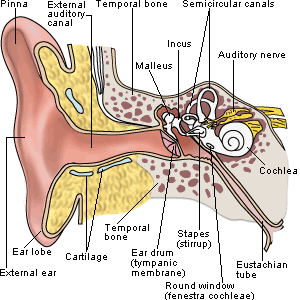 Pinna
External
auditory
canal
Temporal bone
Semicircular canals
Incus
Malleus
Auditory nerve
Cochlea
Temporal
bone
Stapes
(stirrup)
Ear lobe
Cartilage
Ear drum
(tympanic
membrane)
Eustachian
tube
External ear
Round window
(fenestra cochleae)